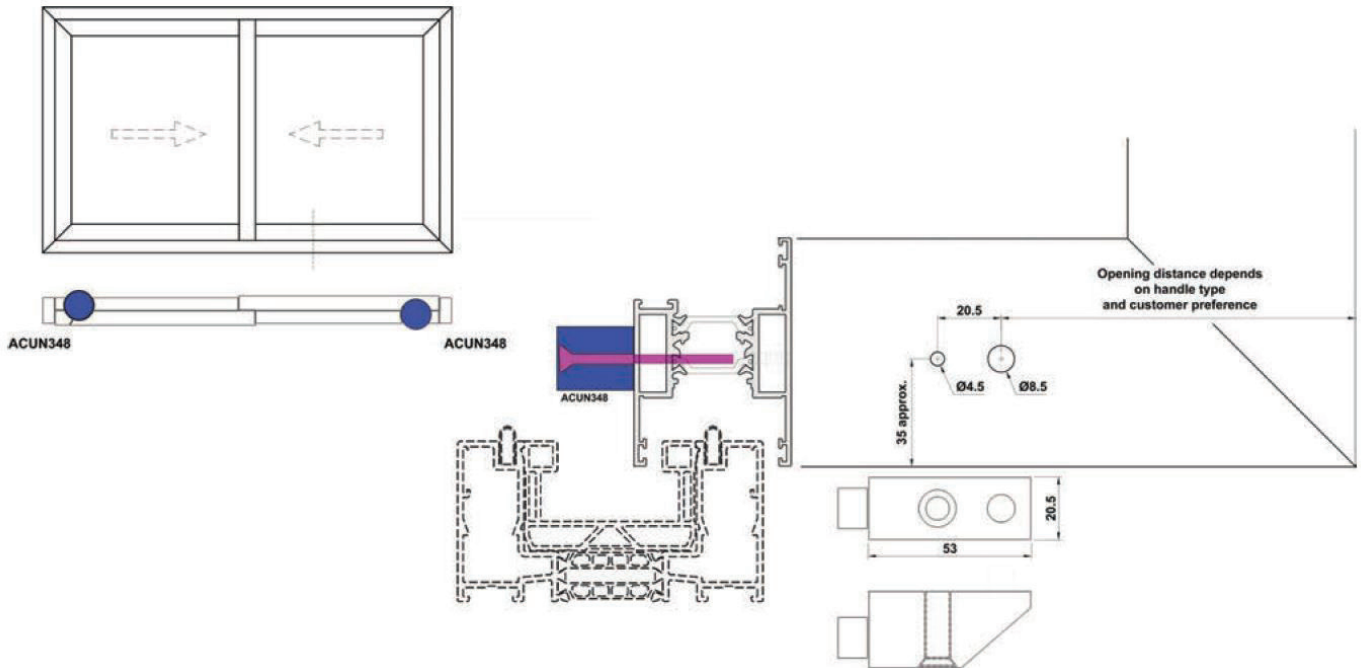 ACUN348
ACUN348
ACUN348
Opening distance depends
on handle type
and customer preference
20.5
Ø4.5
Ø8.5
35 approx.
20.5
53